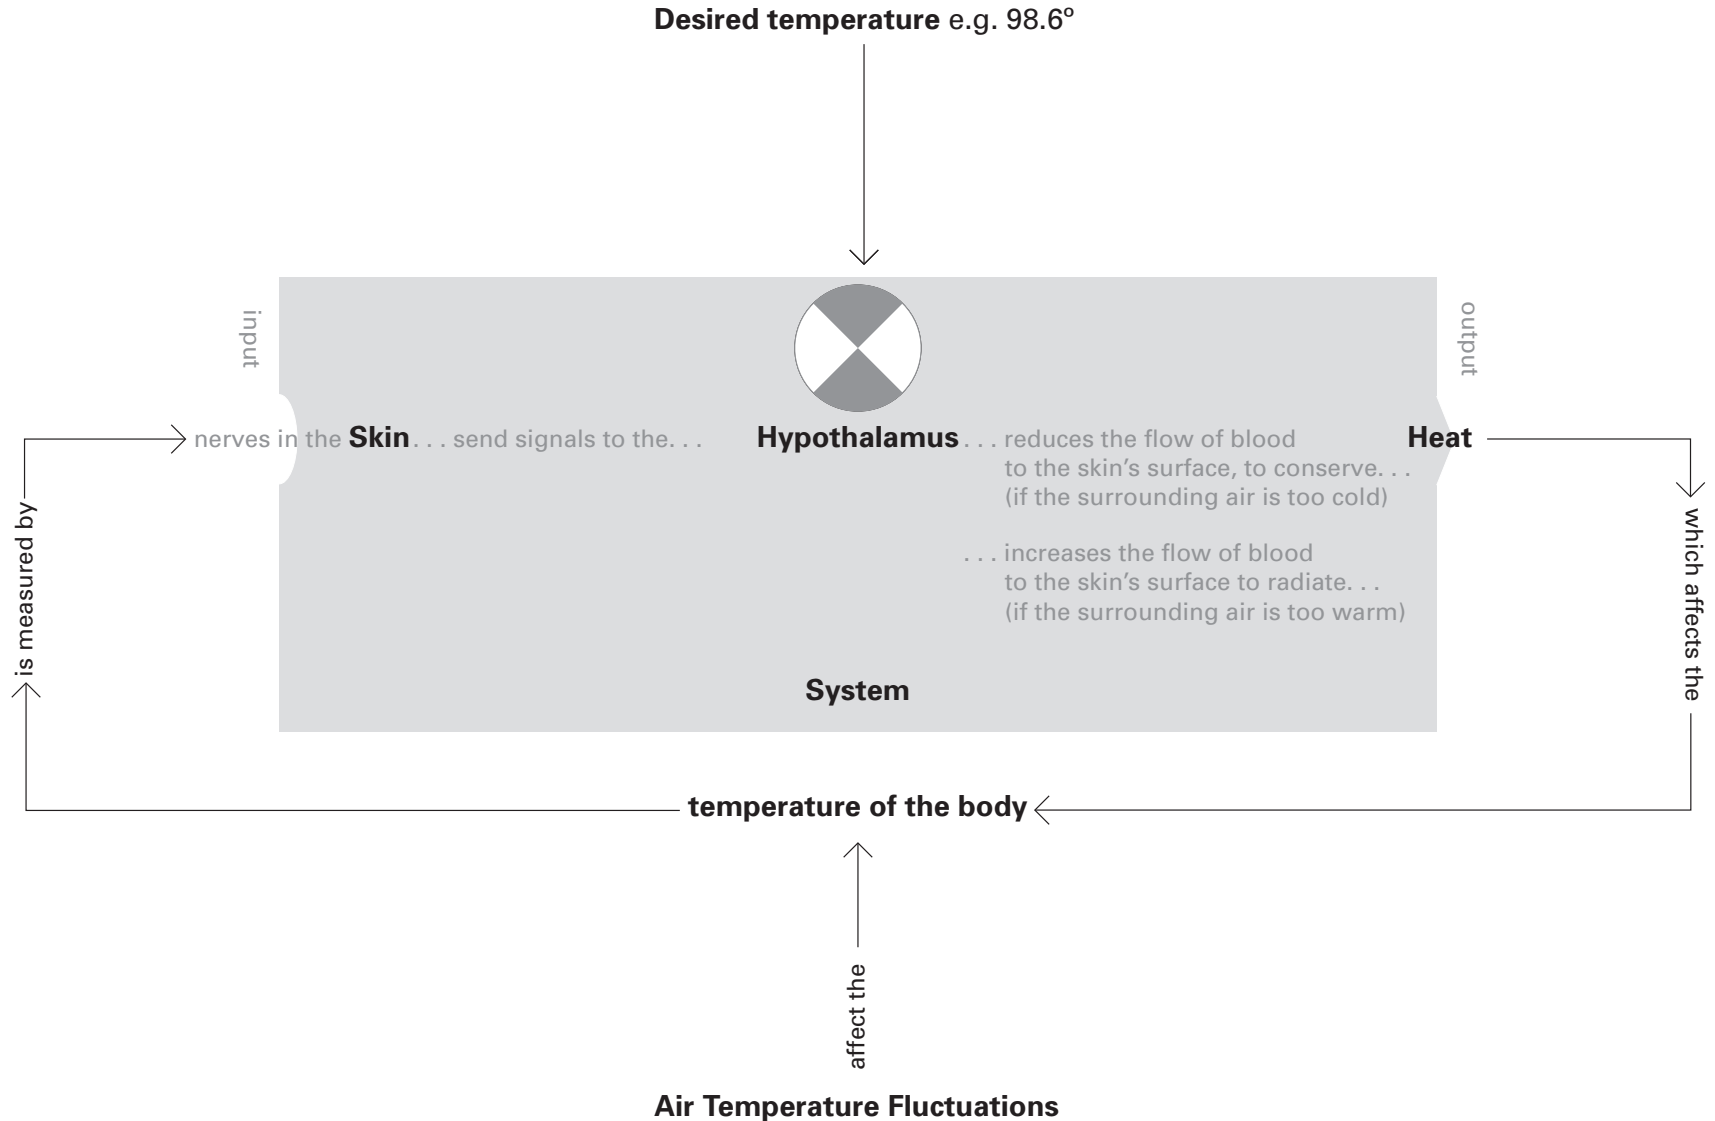 Desired temperature e.g. 98.6º
input
output
nerves in the Skin . . . send signals to the. . .
Hypothalamus . . . reduces the flow of blood
to the skin’s surface, to conserve. . .
(if the surrounding air is too cold)
. . . increases the flow of blood
to the skin’s surface to radiate. . .
(if the surrounding air is too warm)
Heat
which affects the
is measured by
System
temperature of the body
affect the
Air Temperature Fluctuations